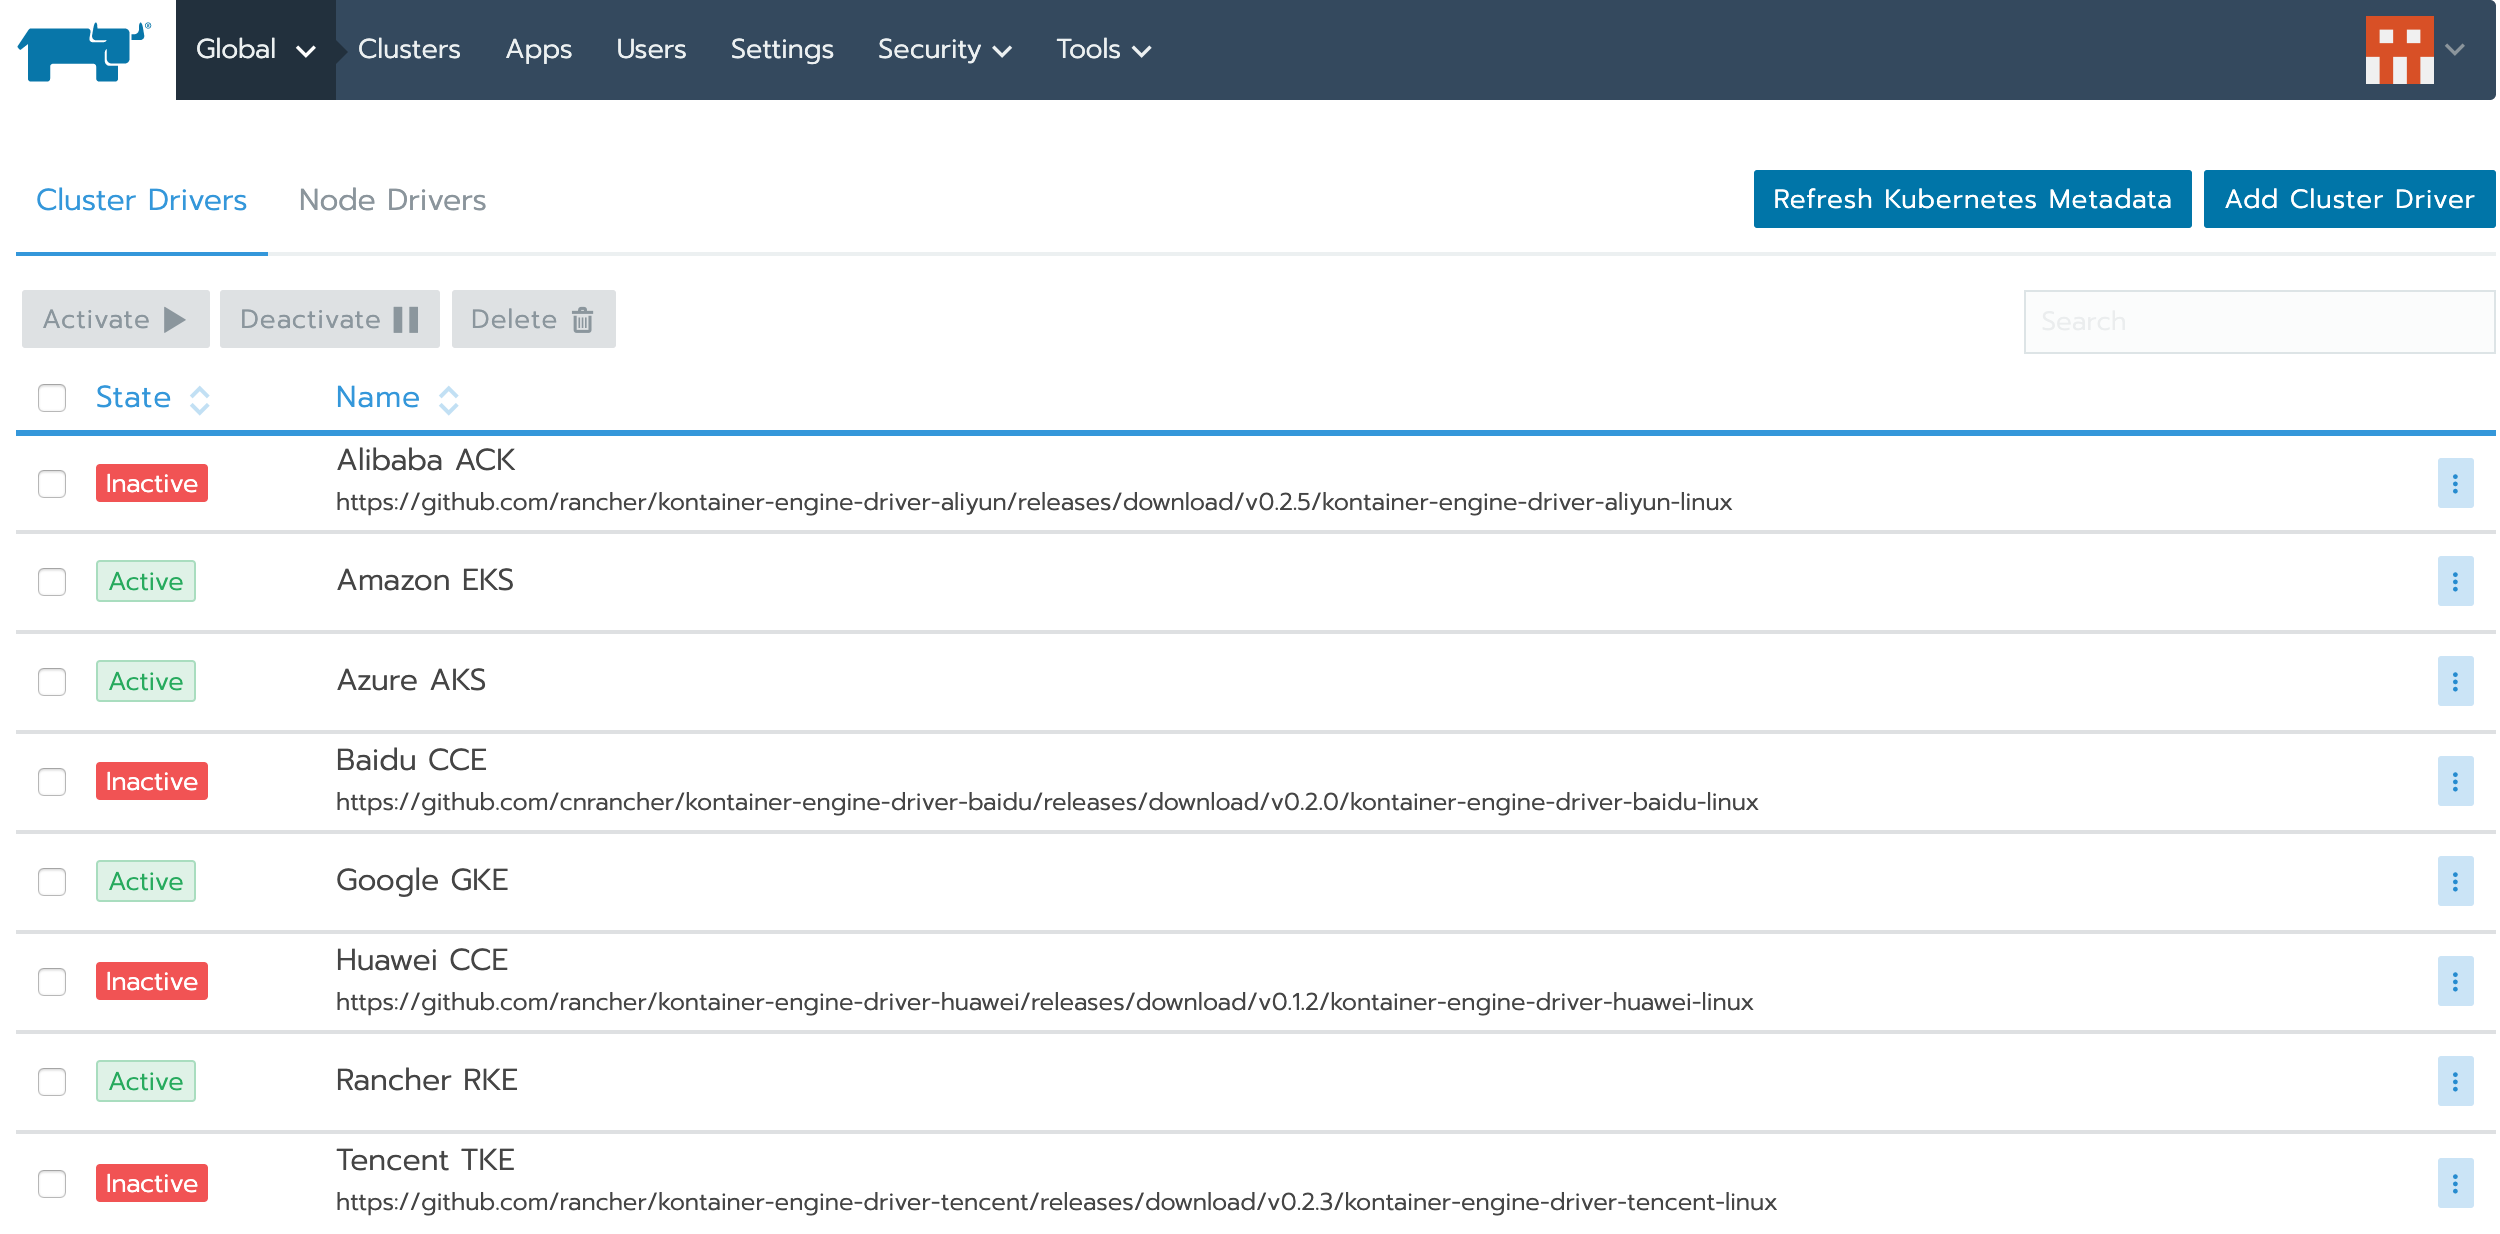 Global Clusters Apps Users Settings Security Tools
Cluster Drivers Node Drivers Refresh Kubernetes Metadata Add Cluster Driver
Activate Deactivate Delete Search
State Name
Inactive Alibaba ACK
https://github.com/rancher/kontainer-engine-driver-aliyun/releases/download/v0.2.5/kontainer-engine-driver-aliyun-linux
Active Amazon EKS
Active Azure AKS
Inactive Baidu CCE
https://github.com/cnrancher/kontainer-engine-driver-baidu/releases/download/v0.2.0/kontainer-engine-driver-baidu-linux
Active Google GKE
Inactive Huawei CCE
https://github.com/rancher/kontainer-engine-driver-huawei/releases/download/v0.1.2/kontainer-engine-driver-huawei-linux
Active Rancher RKE
Inactive Tencent TKE
https://github.com/rancher/kontainer-engine-driver-tencent/releases/download/v0.2.3/kontainer-engine-driver-tencent-linux